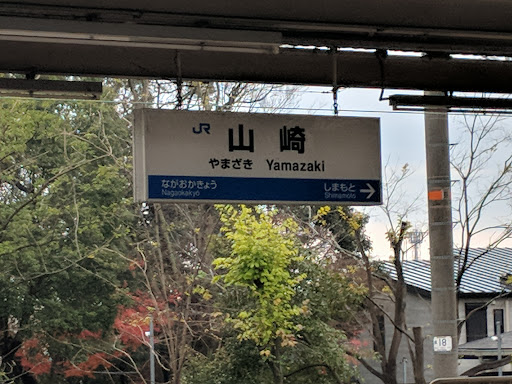 JR 山崎
やまざき Yamazaki
ながおかきょう しまもと →
Nagaokakyō Shimamoto
18